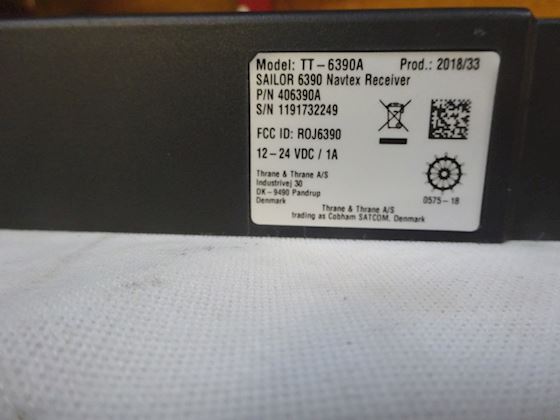 Model: TT-6390A Prod.: 2018/33
SAILOR 6390 Navtex Receiver
P/N 406390A
S/N 1191732249
FCC ID: ROJ6390
12-24 VDC / 1A
Thrane & Thrane A/S
Industrivej 30
DK-9490 Pandrup
Denmark
0575-18
Thrane & Thrane A/S
trading as Cobham SATCOM. Denmark